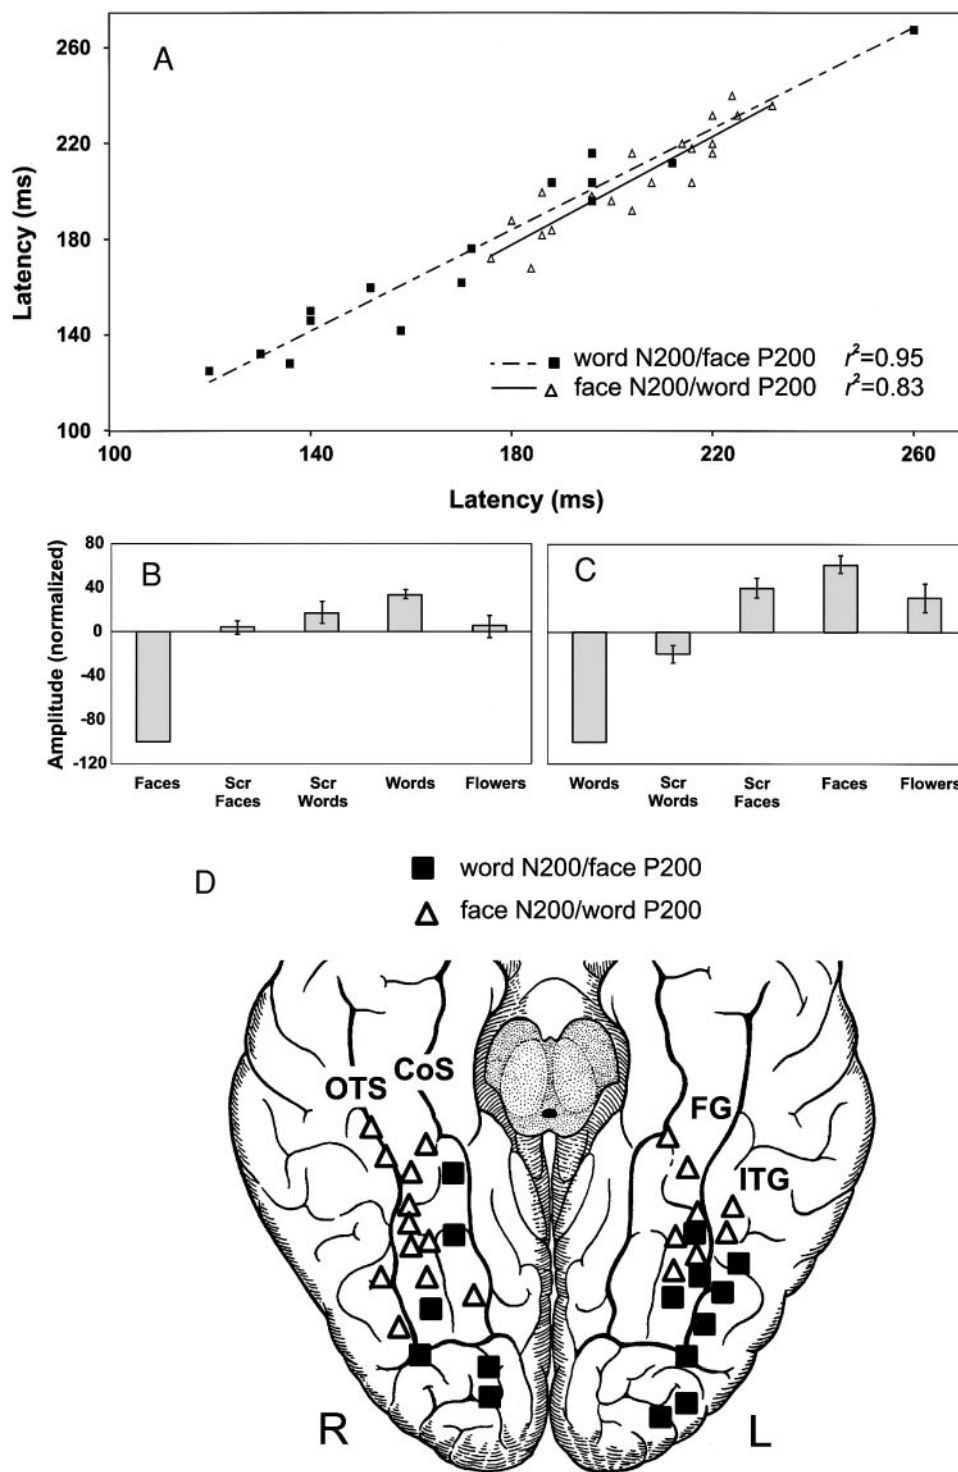 A
260
220
180
140
100
Latency (ms)
word N200/face P200 r²=0.95
face N200/word P200 r²=0.83
100 140 180 220 260
Latency (ms)
B
C
80
40
0
-40
-80
-120
Amplitude (normalized)
Faces Scr Faces Scr Words Words Flowers
Words Scr Words Scr Faces Faces Flowers
D
word N200/face P200
face N200/word P200
OTS CoS FG
ITG
R L